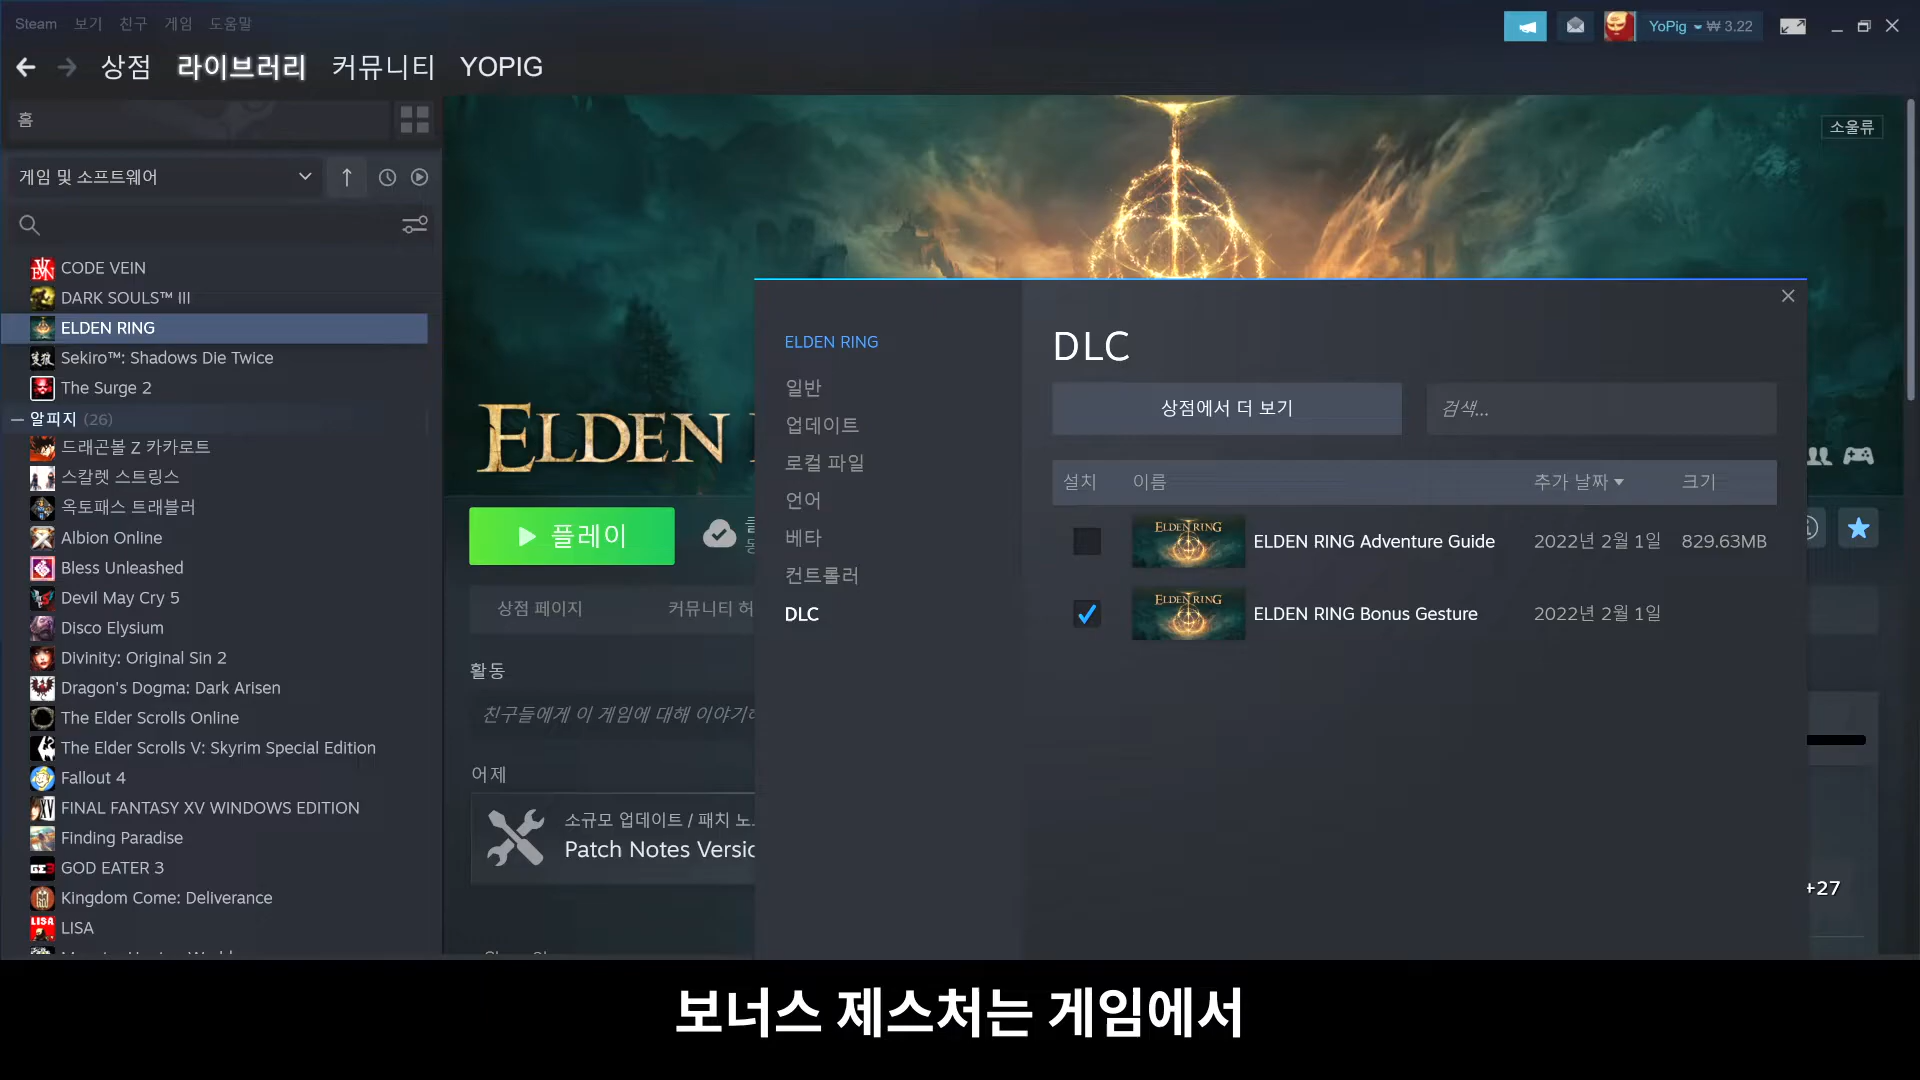 Steam 보기 친구 게임 도움말
YoPig ₩ 3.22
상점 라이브러리 커뮤니티 YOPIG
홈
소울류
게임 및 소프트웨어
CODE VEIN
DARK SOULS™ III
ELDEN RING
Sekiro™: Shadows Die Twice
The Surge 2
알피지 (26)
드래곤볼 Z 카카로트
스칼렛 스트링스
옥토패스 트래블러
Albion Online
Bless Unleashed
Devil May Cry 5
Disco Elysium
Divinity: Original Sin 2
Dragon's Dogma: Dark Arisen
The Elder Scrolls Online
The Elder Scrolls V: Skyrim Special Edition
Fallout 4
FINAL FANTASY XV WINDOWS EDITION
Finding Paradise
GOD EATER 3
Kingdom Come: Deliverance
LISA
ELDEN
플레이
상점 페이지 커뮤니티 허
활동
친구들에게 이 게임에 대해 이야기하
어제
소규모 업데이트 / 패치 노
Patch Notes Versio
ELDEN RING
일반
업데이트
로컬 파일
언어
베타
컨트롤러
DLC
DLC
상점에서 더 보기 검색...
설치 이름 추가 날짜 크기
ELDEN RING ELDEN RING Adventure Guide 2022년 2월 1일 829.63MB
ELDEN RING ELDEN RING Bonus Gesture 2022년 2월 1일
+27
보너스 제스처는 게임에서